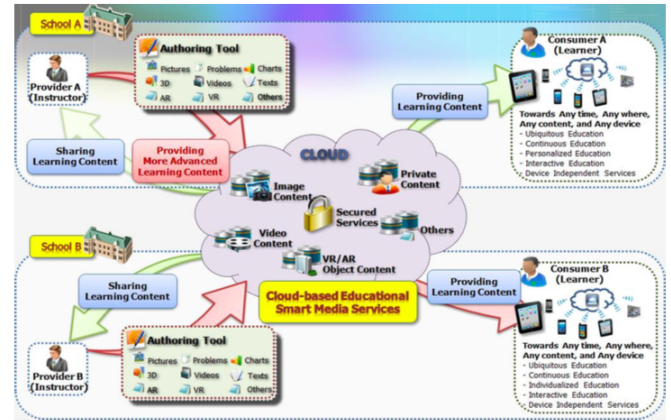 School A
Provider A
(Instructor)
Authoring Tool
Pictures
Problems
Charts
3D
Videos
Texts
AR
VR
Others
Consumer A
(Learner)
Towards Any time, Any where,
Any content, and Any device
- Ubiquitous Education
- Continuous Education
- Personalized Education
- Interactive Education
- Device Independent Services
Providing
Learning Content
Sharing
Learning Content
Providing
More Advanced
Learning Content
CLOUD
Image
Content
Private
Content
Secured
Services
Video
Content
Others
VR/AR
Object Content
Cloud-based Educational
Smart Media Services
School B
Sharing
Learning Content
Provider B
(Instructor)
Authoring Tool
Pictures
Problems
Charts
3D
Videos
Texts
AR
VR
Others
Providing
Learning Content
Consumer B
(Learner)
Towards Any time, Any where,
Any content, and Any device
- Ubiquitous Education
- Continuous Education
- Individualized Education
- Interactive Education
- Device Independent Services